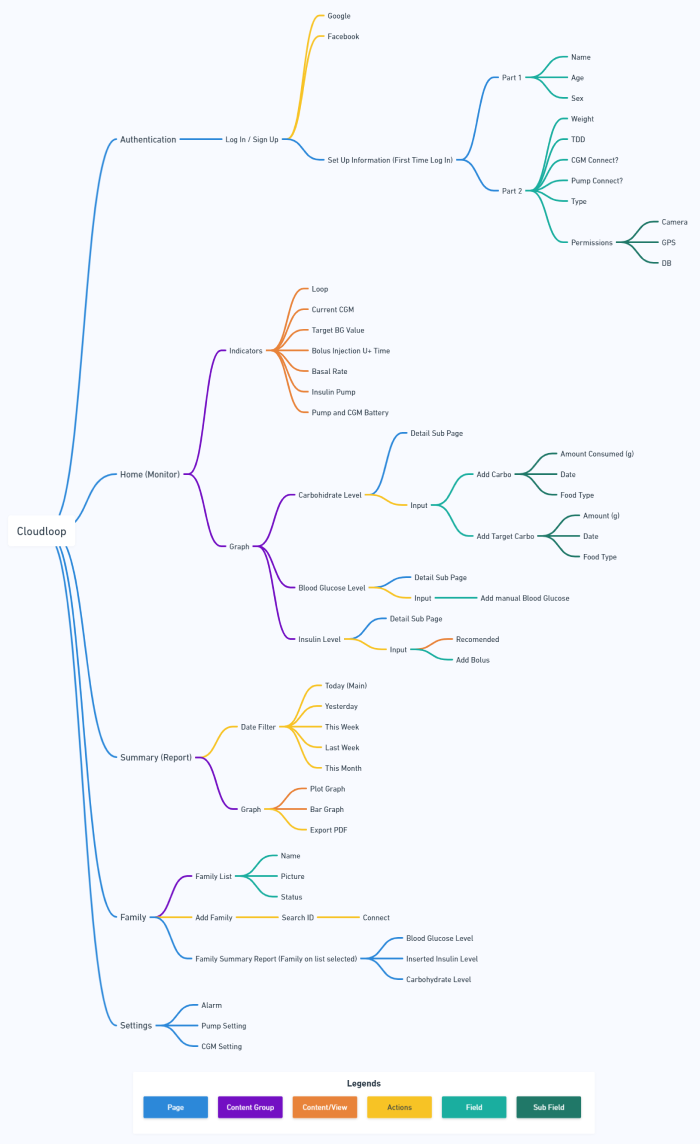 Cloudloop
Authentication
Log In / Sign Up
Google
Facebook
Set Up Information (First Time Log In)
Part 1
Name
Age
Sex
Part 2
Weight
TDD
CGM Connect?
Pump Connect?
Type
Permissions
Camera
GPS
DB
Home (Monitor)
Indicators
Loop
Current CGM
Target BG Value
Bolus Injection U+ Time
Basal Rate
Insulin Pump
Pump and CGM Battery
Graph
Carbohidrate Level
Detail Sub Page
Input
Add Carbo
Amount Consumed (g)
Date
Food Type
Add Target Carbo
Amount (g)
Date
Food Type
Blood Glucose Level
Detail Sub Page
Input
Add manual Blood Glucose
Insulin Level
Detail Sub Page
Input
Recomended
Add Bolus
Summary (Report)
Date Filter
Today (Main)
Yesterday
This Week
Last Week
This Month
Graph
Plot Graph
Bar Graph
Export PDF
Family
Family List
Name
Picture
Status
Add Family
Search ID
Connect
Family Summary Report (Family on list selected)
Blood Glucose Level
Inserted Insulin Level
Carbohydrate Level
Settings
Alarm
Pump Setting
CGM Setting
Legends
Page
Content Group
Content/View
Actions
Field
Sub Field